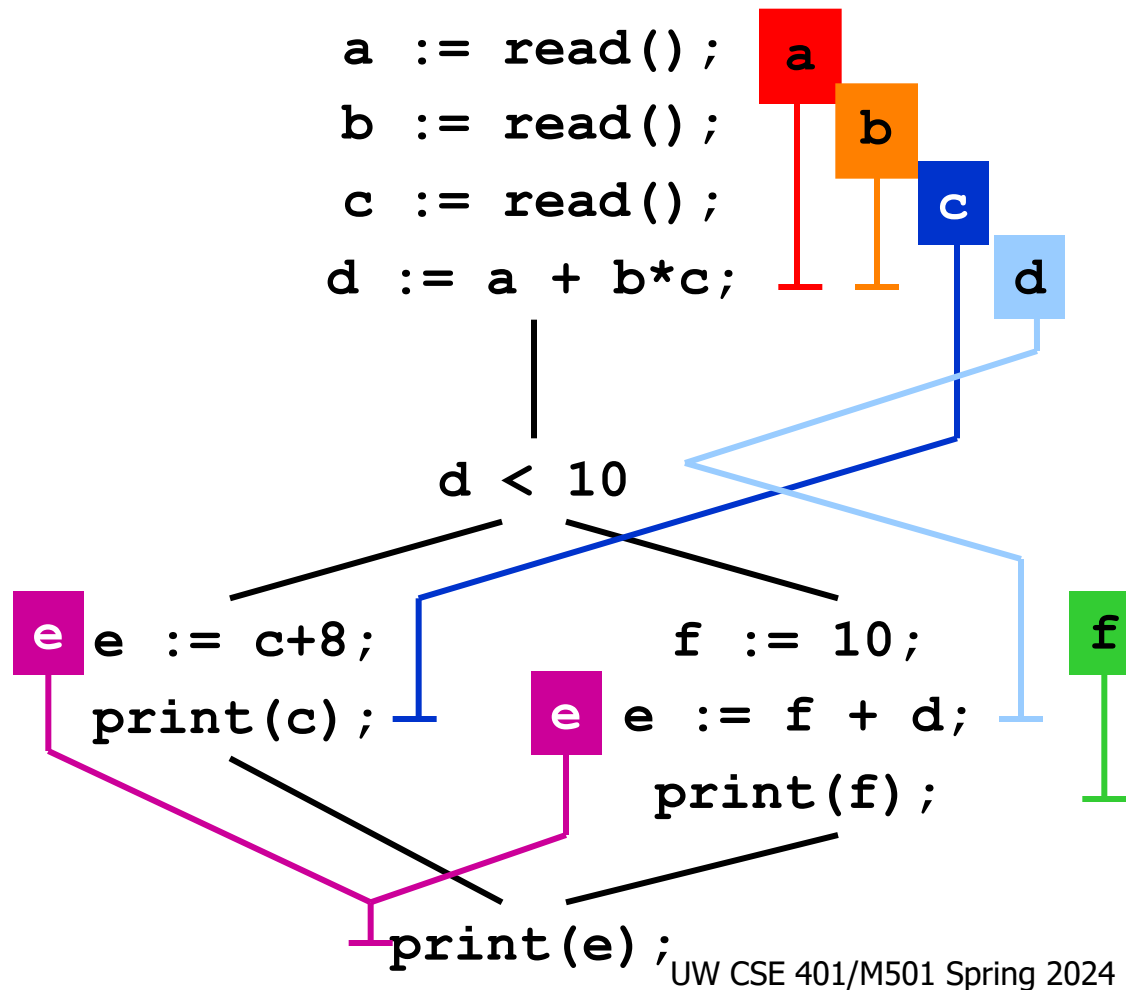 a := read(); a
b := read(); b
c := read(); c
d := a + b*c; d
d < 10
e e := c+8; f := 10; f
print(c); e e := f + d;
print(f);
print(e);
UW CSE 401/M501 Spring 2024